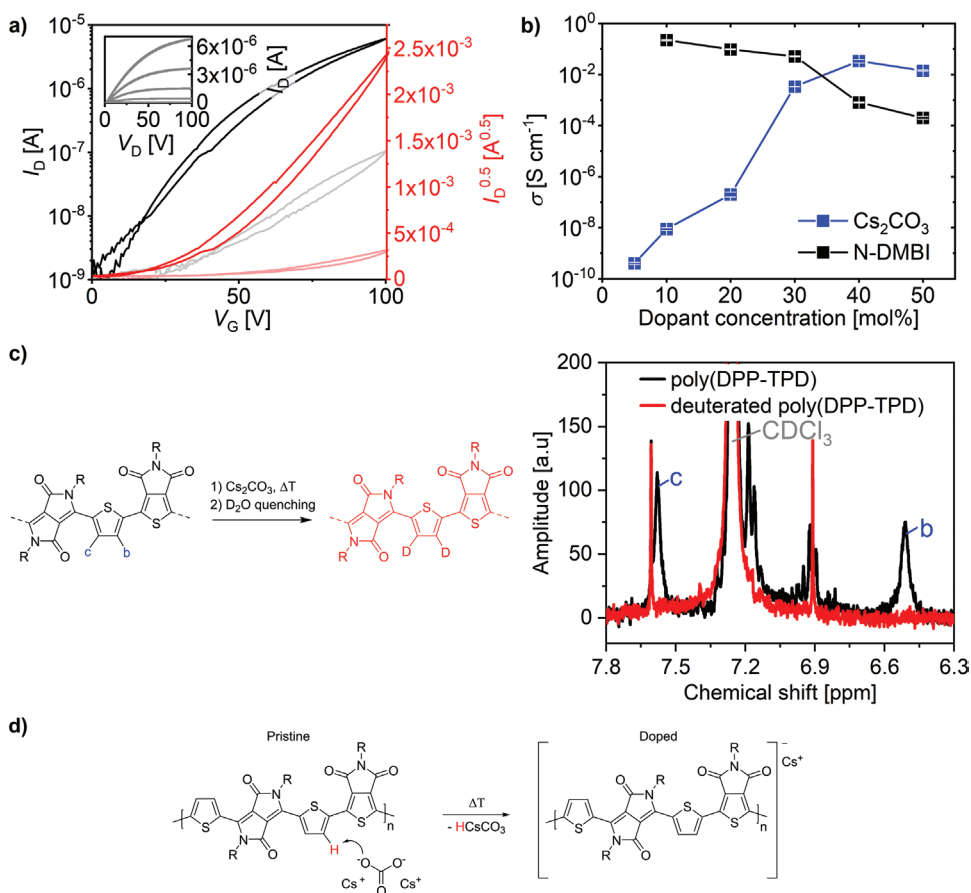 a)
10⁻⁵
10⁻⁶
10⁻⁷
10⁻⁸
10⁻⁹
I_D [A]
6x10⁻⁶
3x10⁻⁶
0
I_D [A]
0 50 100
V_D [V]
2.5x10⁻³
2.0x10⁻³
1.5x10⁻³
1.0x10⁻³
5x10⁻⁴
0
I_D^0.5 [A^0.5]
0 50 100
V_G [V]
b)
10⁰
10⁻²
10⁻⁴
10⁻⁶
10⁻⁸
10⁻¹⁰
σ [S cm⁻¹]
Cs₂CO₃
N-DMBI
0 10 20 30 40 50
Dopant concentration [mol%]
c)
R
N
O
O
S
c
b
R
N
O
O
S
N
R
O
1) Cs₂CO₃, ΔT
2) D₂O quenching
R
N
O
O
S
D
D
R
N
O
O
S
N
R
O
200
150
100
50
0
Amplitude [a.u]
poly(DPP-TPD)
deuterated poly(DPP-TPD)
CDCl₃
c
b
7.8 7.5 7.2 6.9 6.6 6.3
Chemical shift [ppm]
d)
Pristine
R
N
O
O
R
N
O
S
S
S
n
N
R
O
H
⁻O
O⁻
O
Cs⁺
Cs⁺
ΔT
- HCsCO₃
Doped
R
N
O
O
R
N
O
S
S
S
n
N
R
O
−
Cs⁺